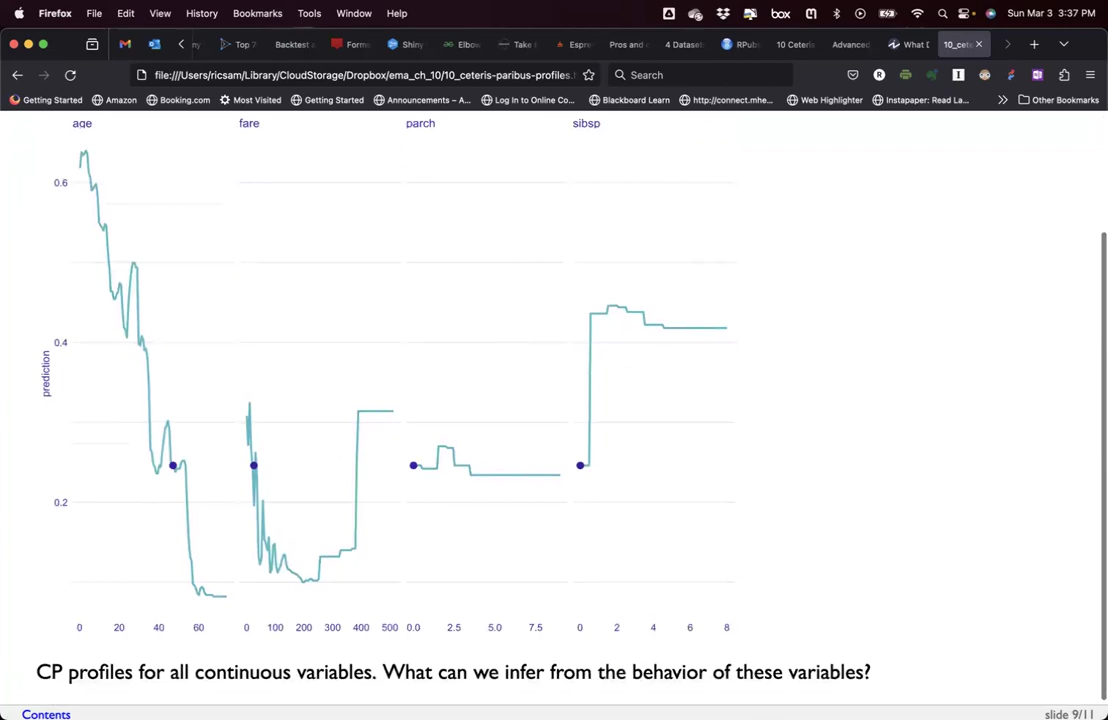 Firefox File Edit View History Bookmarks Tools Window Help box Sun Mar 3 3:37 PM
ny Top 7 Backtest a Form Shiny Elbow Take Espre Pros and 4 Dataset RPub 10 Ceteris Advanced What D 10_cete
file:///Users/ricsam/Library/CloudStorage/Dropbox/ema_ch_10/10_ceteris-paribus-profiles. Search
Getting Started Amazon Booking.com Most Visited Getting Started Announcements – A... Log In to Online Co... Blackboard Learn http://connect.mhe... Web Highlighter Instapaper: Read La... Other Bookmarks
age fare parch sibsp
0.6
0.4
0.2
prediction
0 20 40 60 0 100 200 300 400 500 0.0 2.5 5.0 7.5 0 2 4 6 8
CP profiles for all continuous variables. What can we infer from the behavior of these variables?
Contents slide 9/11